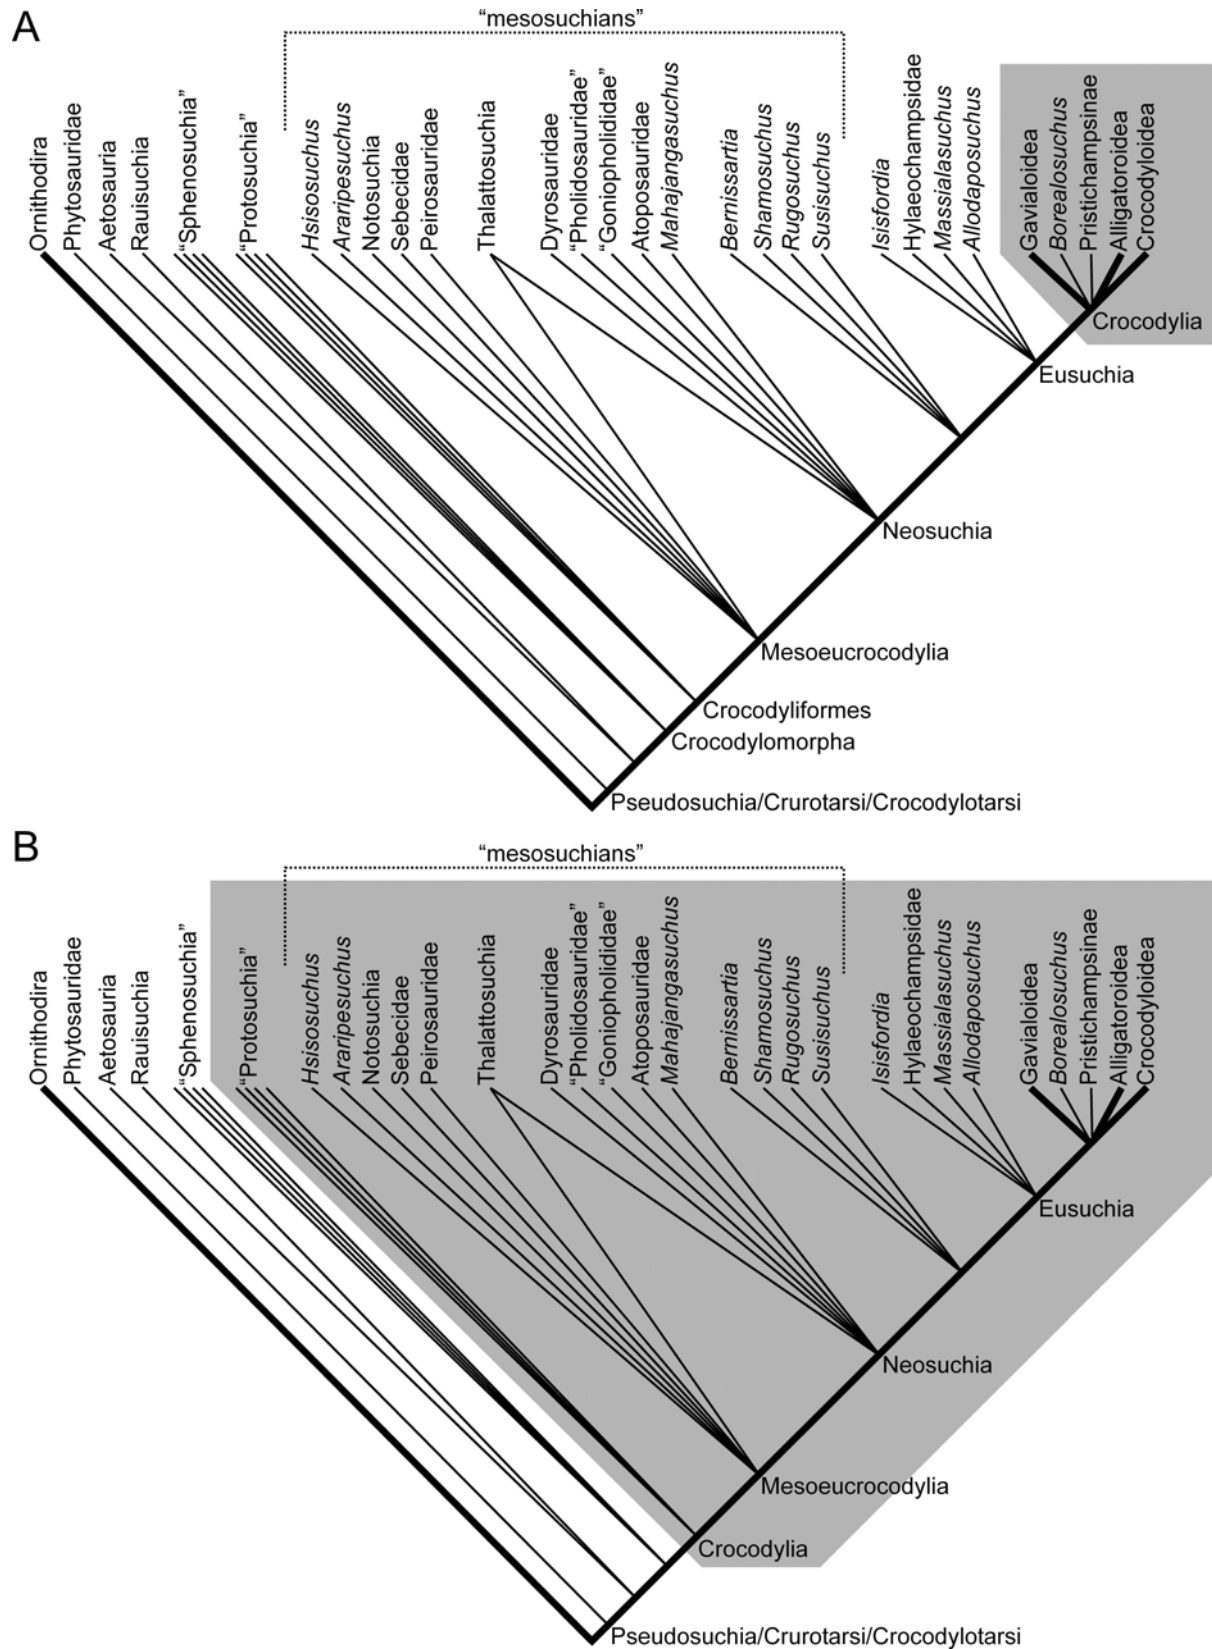 A
“mesosuchians”
Ornithodira
Phytosauridae
Aetosauria
Rauisuchia
“Sphenosuchia”
“Protosuchia”
Hsisosuchus
Araripesuchus
Notosuchia
Sebecidae
Peirosauridae
Thalattosuchia
Dyrosauridae
“Pholidosauridae”
“Goniopholididae”
Atoposauridae
Mahajangasuchus
Bernissartia
Shamosuchus
Rugosuchus
Susisuchus
Isisfordia
Hylaeochampsidae
Massialasuchus
Allodaposuchus
Gavialoidea
Borealosuchus
Pristichampsinae
Alligatoroidea
Crocodyloidea
Crocodylia
Eusuchia
Neosuchia
Mesoeucrocodylia
Crocodyliformes
Crocodylomorpha
Pseudosuchia/Crurotarsi/Crocodylotarsi
B
“mesosuchians”
Ornithodira
Phytosauridae
Aetosauria
Rauisuchia
“Sphenosuchia”
“Protosuchia”
Hsisosuchus
Araripesuchus
Notosuchia
Sebecidae
Peirosauridae
Thalattosuchia
Dyrosauridae
“Pholidosauridae”
“Goniopholididae”
Atoposauridae
Mahajangasuchus
Bernissartia
Shamosuchus
Rugosuchus
Susisuchus
Isisfordia
Hylaeochampsidae
Massialasuchus
Allodaposuchus
Gavialoidea
Borealosuchus
Pristichampsinae
Alligatoroidea
Crocodyloidea
Eusuchia
Neosuchia
Mesoeucrocodylia
Crocodylia
Pseudosuchia/Crurotarsi/Crocodylotarsi